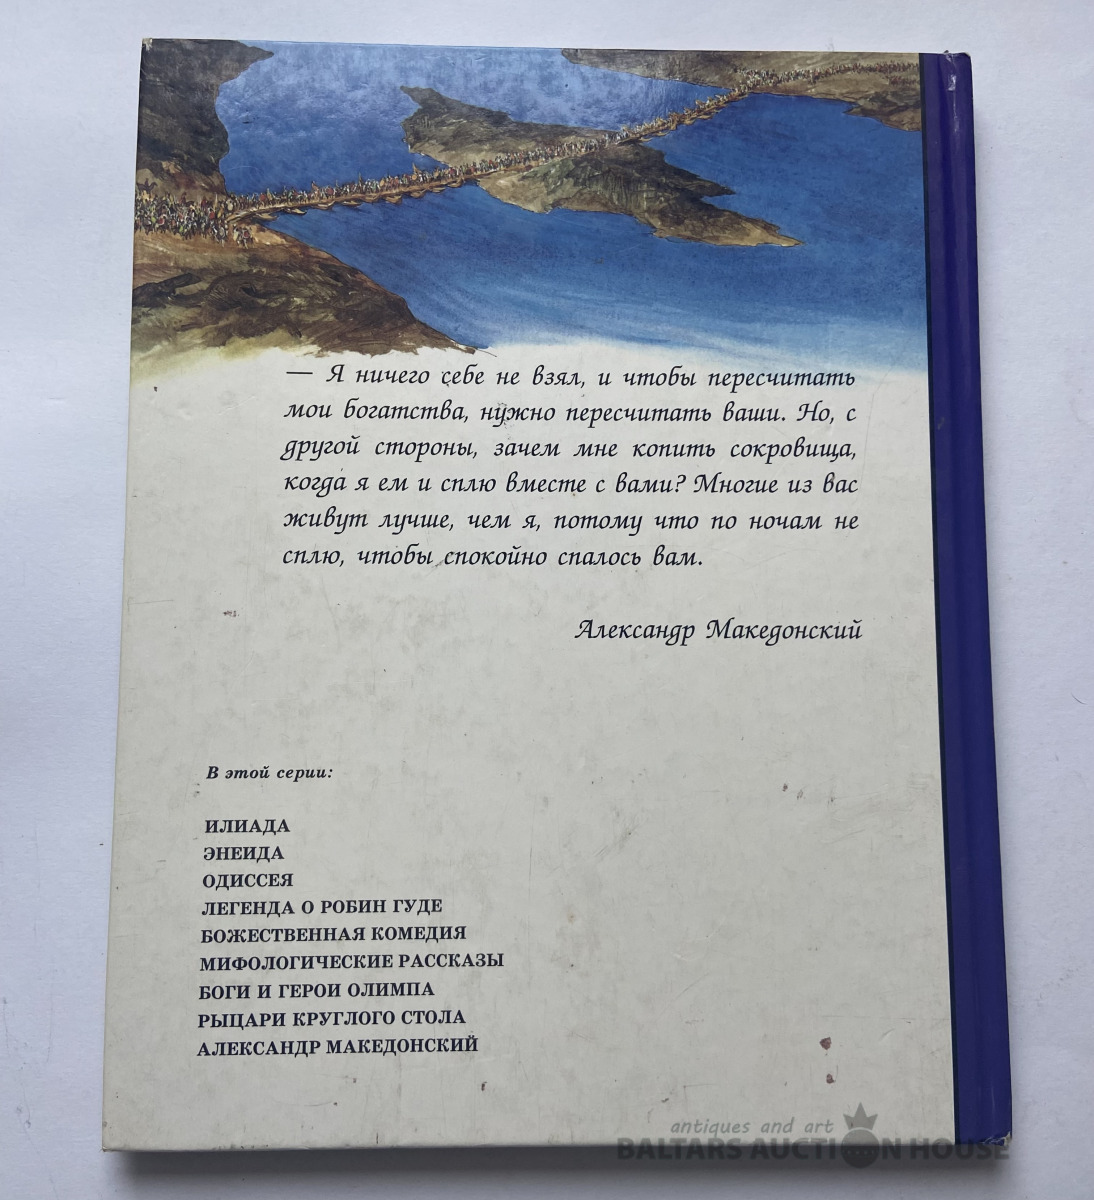 — Я ничего себе не взял, и чтобы пересчитать
мои богатства, нужно пересчитать ваши. Но, с
другой стороны, зачем мне копить сокровища,
когда я ем и сплю вместе с вами? Многие из вас
живут лучше, чем я, потому что по ночам не
сплю, чтобы спокойно спалось вам.
Александр Македонский
В этой серии:
ИЛИАДА
ЭНЕИДА
ОДИССЕЯ
ЛЕГЕНДА О РОБИН ГУДЕ
БОЖЕСТВЕННАЯ КОМЕДИЯ
МИФОЛОГИЧЕСКИЕ РАССКАЗЫ
БОГИ И ГЕРОИ ОЛИМПА
РЫЦАРИ КРУГЛОГО СТОЛА
АЛЕКСАНДР МАКЕДОНСКИЙ
antiques and art
BALTARS AUCTION HOUSE